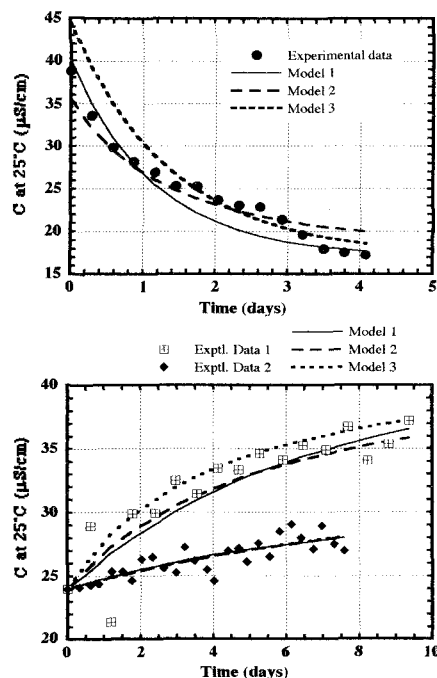 45
40
35
30
25
20
15
C at 25°C (µS/cm)
Experimental data
Model 1
Model 2
Model 3
0 1 2 3 4 5
Time (days)
Exptl. Data 1
Exptl. Data 2
Model 1
Model 2
Model 3
40
35
30
25
20
C at 25°C (µS/cm)
0 2 4 6 8 10
Time (days)